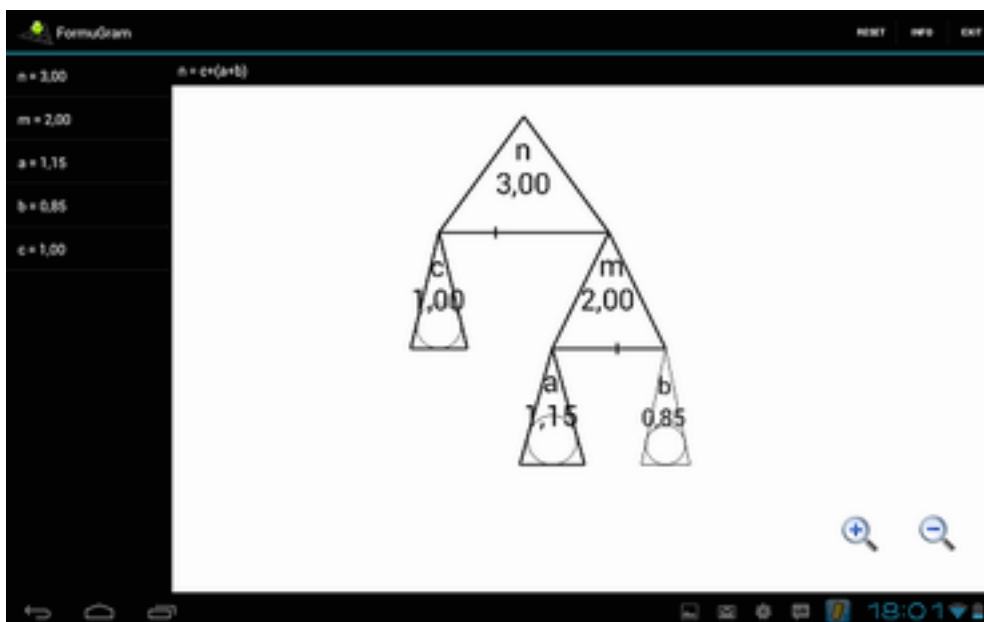 FormuGram
RESET INFO EXIT
n = 3,00
n = c+(a+b)
m = 2,00
a = 1,15
b = 0,85
c = 1,00
n
3,00
c
1,00
m
2,00
a
1,15
b
0,85
18:01